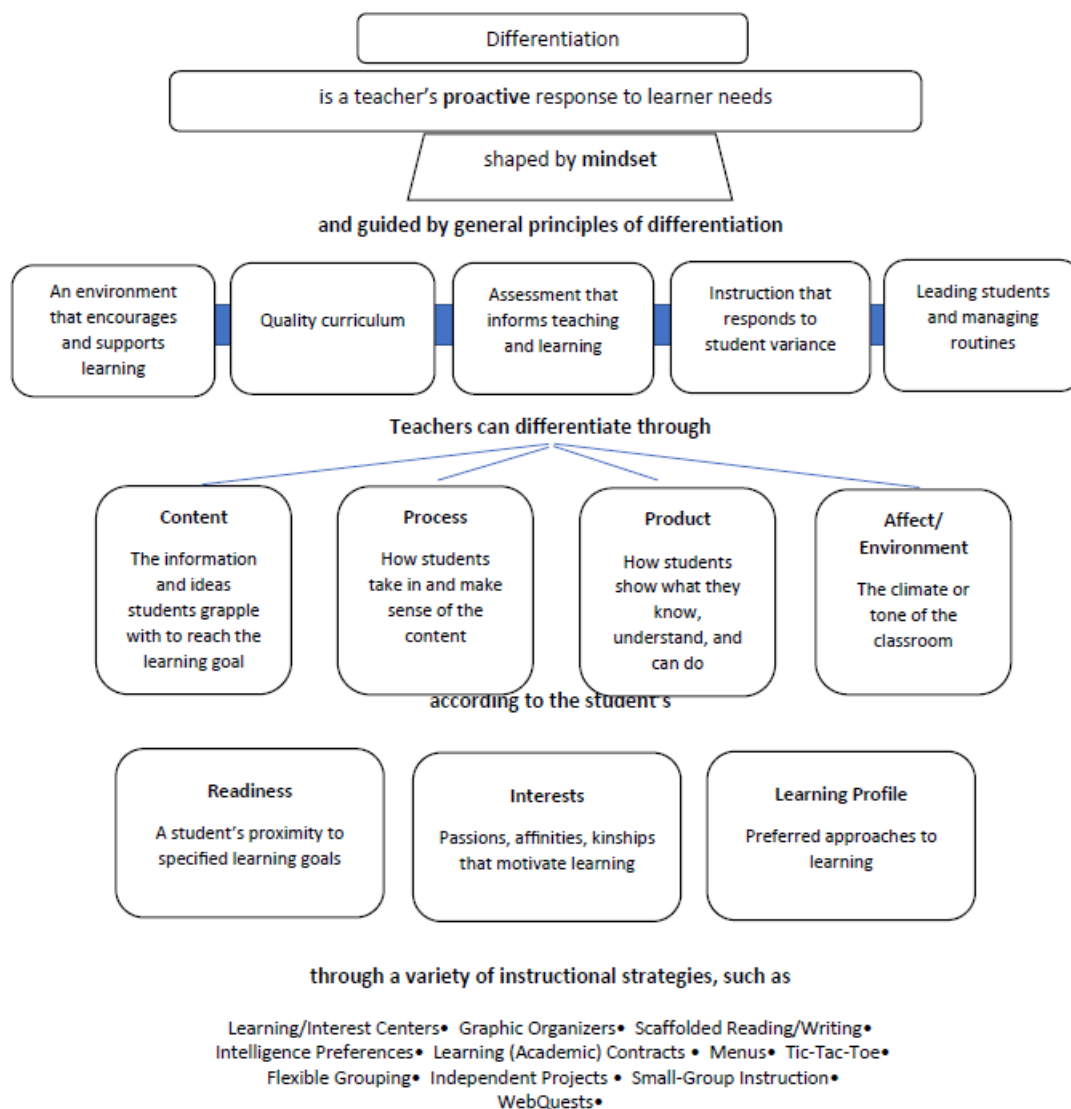 Differentiation
is a teacher's proactive response to learner needs
shaped by mindset
and guided by general principles of differentiation
An environment
that encourages
and supports
learning
Quality curriculum
Assessment that
informs teaching
and learning
Instruction that
responds to
student variance
Leading students
and managing
routines
Teachers can differentiate through
Content
The information
and ideas
students grapple
with to reach the
learning goal
Process
How students
take in and make
sense of the
content
Product
How students
show what they
know,
understand, and
can do
Affect/
Environment
The climate or
tone of the
classroom
according to the student's
Readiness
A student's proximity to
specified learning goals
Interests
Passions, affinities, kinships
that motivate learning
Learning Profile
Preferred approaches to
learning
through a variety of instructional strategies, such as
Learning/Interest Centers• Graphic Organizers• Scaffolded Reading/Writing•
Intelligence Preferences• Learning (Academic) Contracts • Menus• Tic-Tac-Toe•
Flexible Grouping• Independent Projects • Small-Group Instruction•
WebQuests•